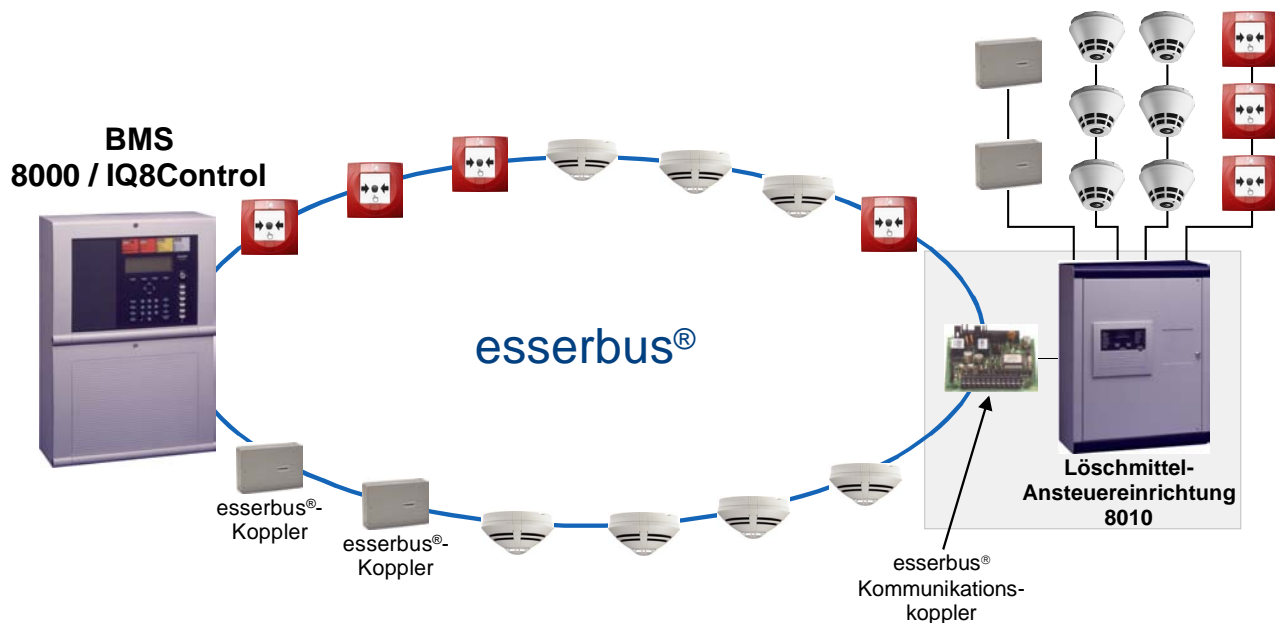 BMS
8000 / IQ8Control
esserbus®
esserbus®-
Koppler
esserbus®-
Koppler
Löschmittel-
Ansteuereinrichtung
8010
esserbus®
Kommunikations-
koppler